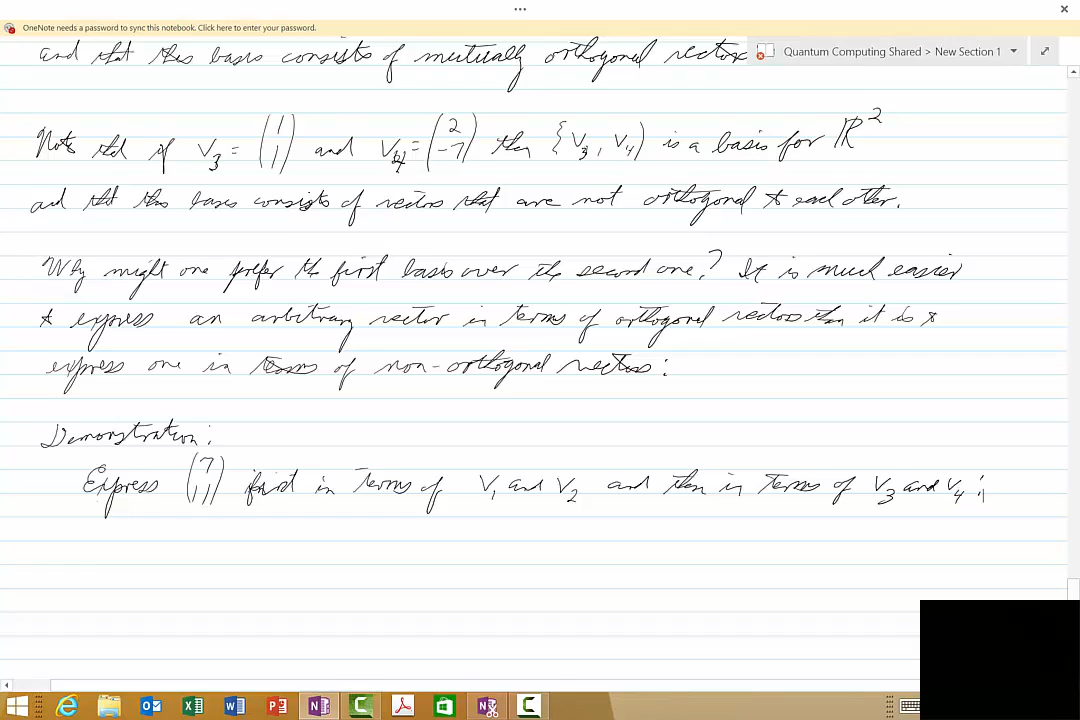 OneNote needs a password to sync this notebook. Click here to enter your password.
and that this basis consists of mutually orthogonal vectors
Quantum Computing Shared > New Section 1
Note that if V₃ = (1 1) and V₄ = (2 -7) then {V₃, V₄} is a basis for ℝ²
and that this basis consists of vectors that are not orthogonal to each other.
Why might one prefer the first basis over the second one? It is much easier
to express an arbitrary vector in terms of orthogonal vectors than it is to
express one in terms of non-orthogonal vectors:
Demonstration:
Express (7 11) first in terms of V₁ and V₂ and then in terms of V₃ and V₄: